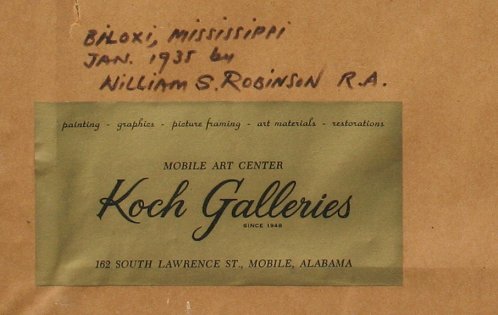 BILOXI, MISSISSIPPI
JAN. 1935 by
WILLIAM S. ROBINSON R.A.
painting - graphics - picture framing - art materials - restorations
MOBILE ART CENTER
Koch Galleries
SINCE 1948
162 SOUTH LAWRENCE ST., MOBILE, ALABAMA